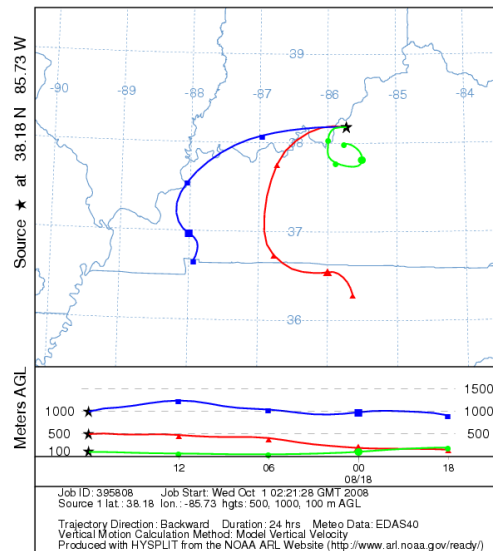 Source ★ at 38.18 N 85.73 W
39
-90 -89 -88 -87 -86 -85 -84
38
37
36
Meters AGL
1500
1000 1000
500 500
100
12 06 00 18
08/18
Job ID: 395808 Job Start: Wed Oct 1 02:21:28 GMT 2008
Source 1 lat.: 38.18 lon.: -85.73 hgts: 500, 1000, 100 m AGL
Trajectory Direction: Backward Duration: 24 hrs Meteo Data: EDAS40
Vertical Motion Calculation Method: Model Vertical Velocity
Produced with HYSPLIT from the NOAA ARL Website (http://www.arl.noaa.gov/ready/)